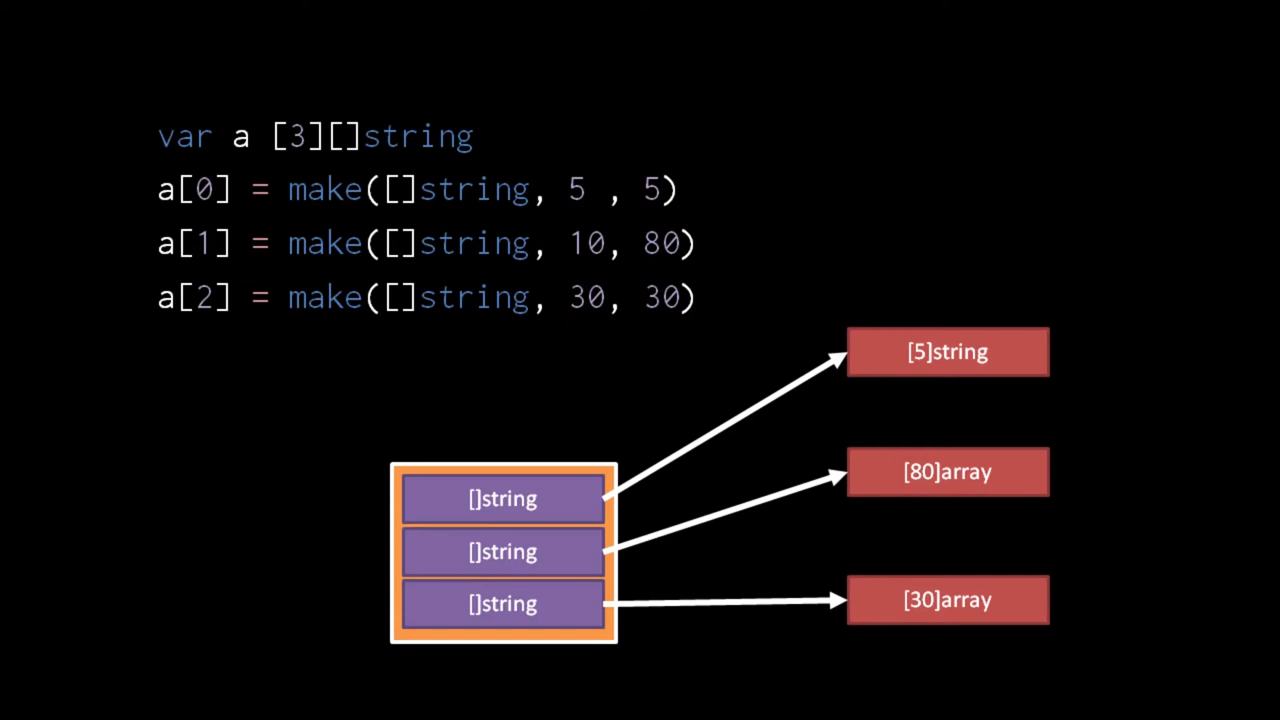 var a [3][]string
a[0] = make([]string, 5 , 5)
a[1] = make([]string, 10, 80)
a[2] = make([]string, 30, 30)
[5]string
[80]array
[]string
[]string
[]string
[30]array